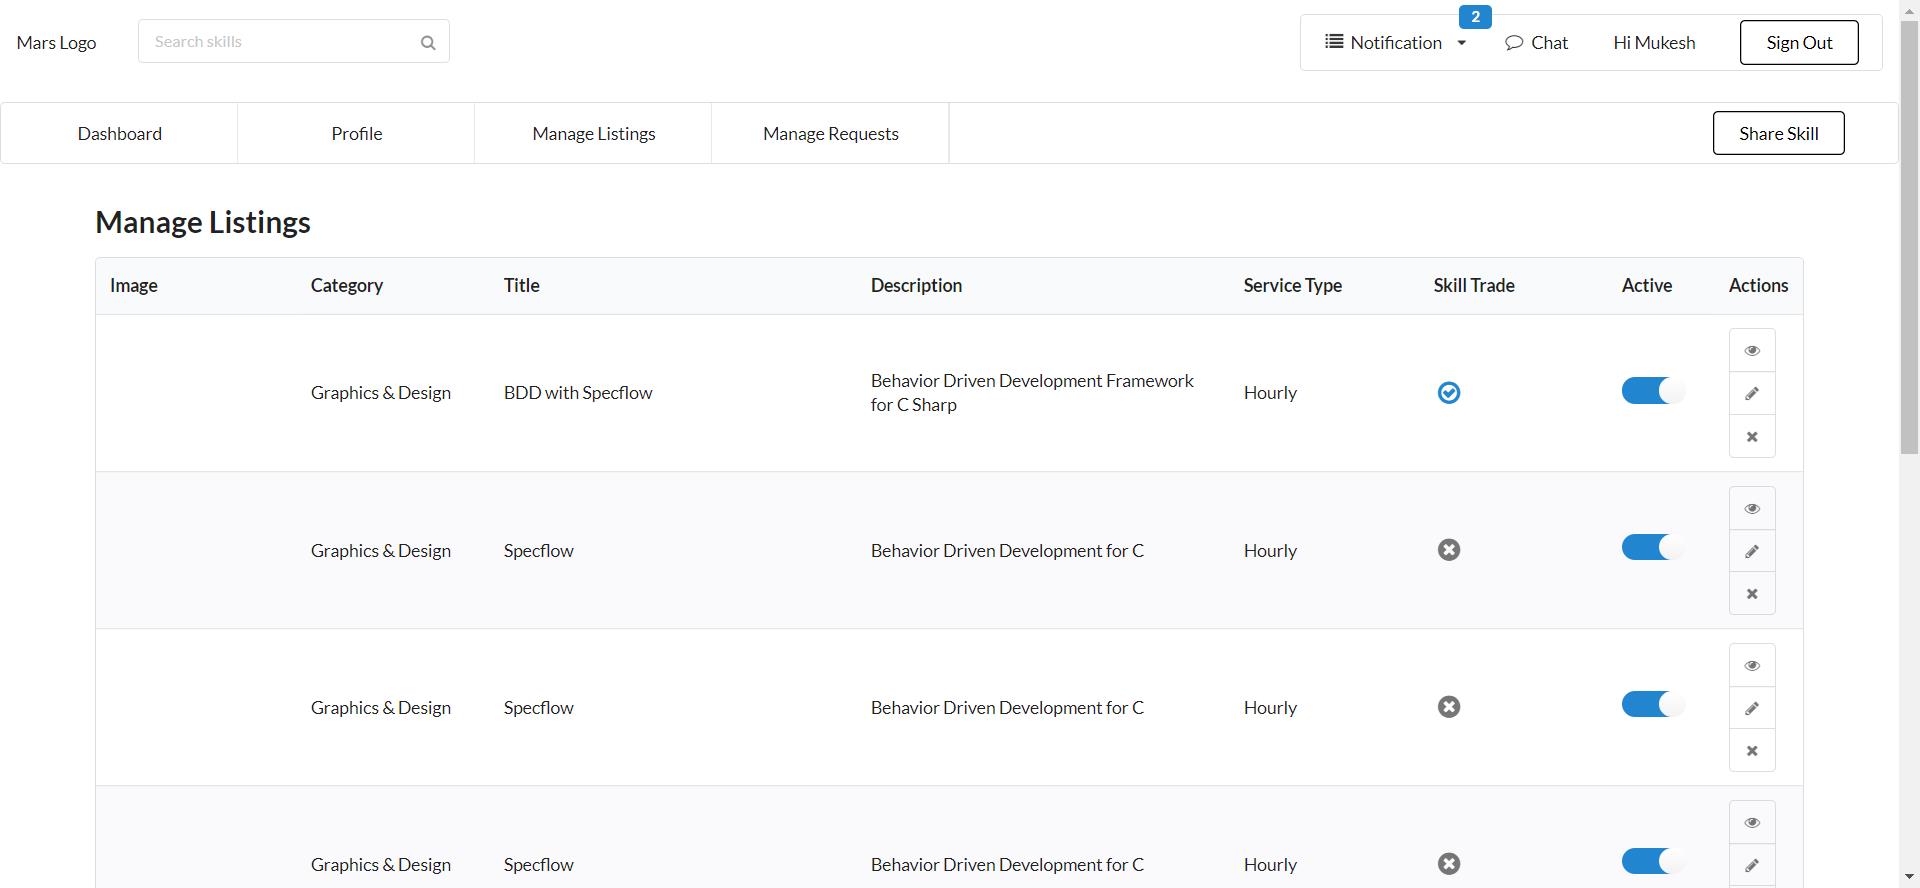 2
Mars Logo Search skills Notification Chat Hi Mukesh Sign Out
Dashboard Profile Manage Listings Manage Requests Share Skill
Manage Listings
Image Category Title Description Service Type Skill Trade Active Actions
Graphics & Design BDD with Specflow Behavior Driven Development Framework for C Sharp Hourly
Graphics & Design Specflow Behavior Driven Development for C Hourly
Graphics & Design Specflow Behavior Driven Development for C Hourly
Graphics & Design Specflow Behavior Driven Development for C Hourly